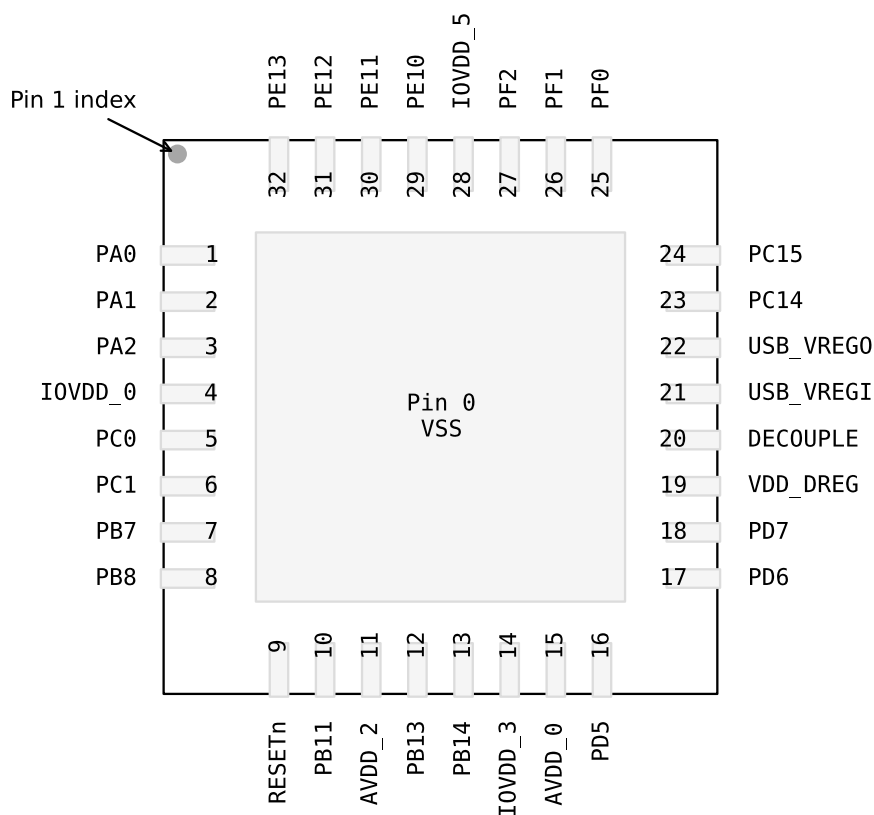 PE13
PE12
PE11
PE10
IOVDD_5
PF2
PF1
PF0
Pin 1 index
32
31
30
29
28
27
26
25
PA0 1
PA1 2
PA2 3
IOVDD_0 4
PC0 5
PC1 6
PB7 7
PB8 8
Pin 0
VSS
24 PC15
23 PC14
22 USB_VREGO
21 USB_VREGI
20 DECOUPLE
19 VDD_DREG
18 PD7
17 PD6
9
10
11
12
13
14
15
16
RESETn
PB11
AVDD_2
PB13
PB14
IOVDD_3
AVDD_0
PD5